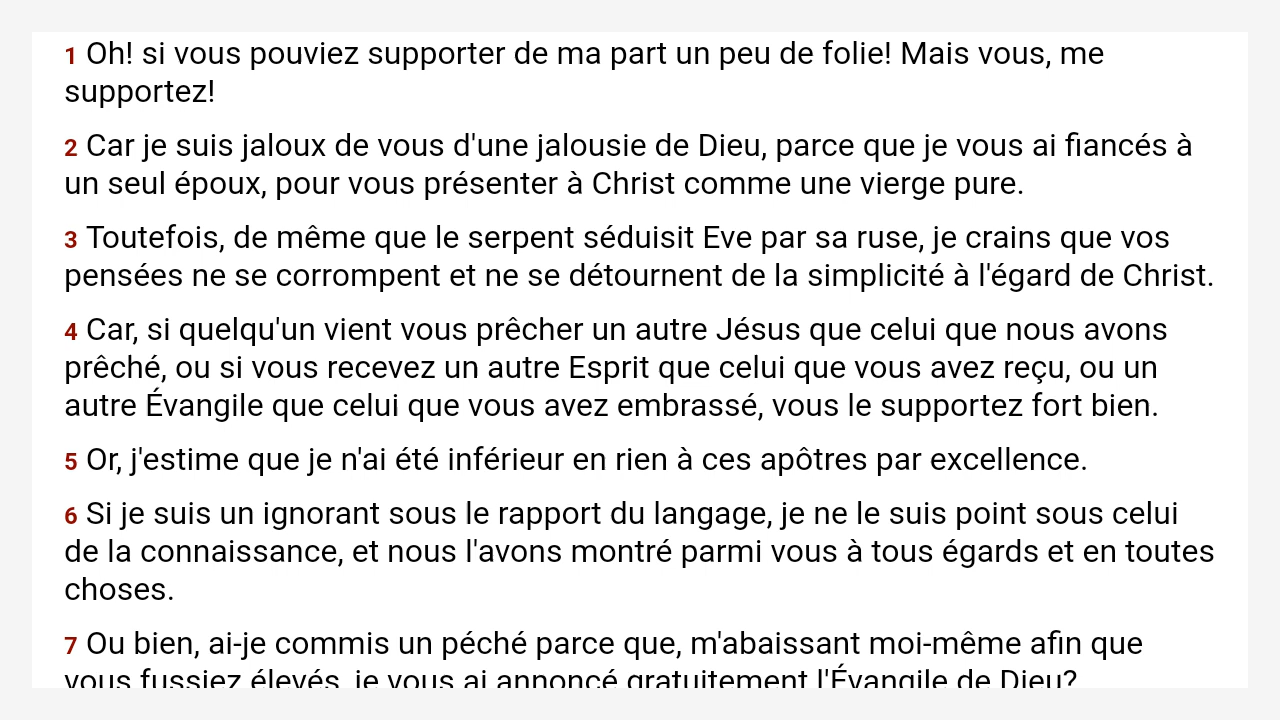 1 Oh! si vous pouviez supporter de ma part un peu de folie! Mais vous, me
supportez!
2 Car je suis jaloux de vous d'une jalousie de Dieu, parce que je vous ai fiancés à
un seul époux, pour vous présenter à Christ comme une vierge pure.
3 Toutefois, de même que le serpent séduisit Eve par sa ruse, je crains que vos
pensées ne se corrompent et ne se détournent de la simplicité à l'égard de Christ.
4 Car, si quelqu'un vient vous prêcher un autre Jésus que celui que nous avons
prêché, ou si vous recevez un autre Esprit que celui que vous avez reçu, ou un
autre Évangile que celui que vous avez embrassé, vous le supportez fort bien.
5 Or, j'estime que je n'ai été inférieur en rien à ces apôtres par excellence.
6 Si je suis un ignorant sous le rapport du langage, je ne le suis point sous celui
de la connaissance, et nous l'avons montré parmi vous à tous égards et en toutes
choses.
7 Ou bien, ai-je commis un péché parce que, m'abaissant moi-même afin que
vous fussiez élevés, je vous ai annoncé gratuitement l'Évangile de Dieu?